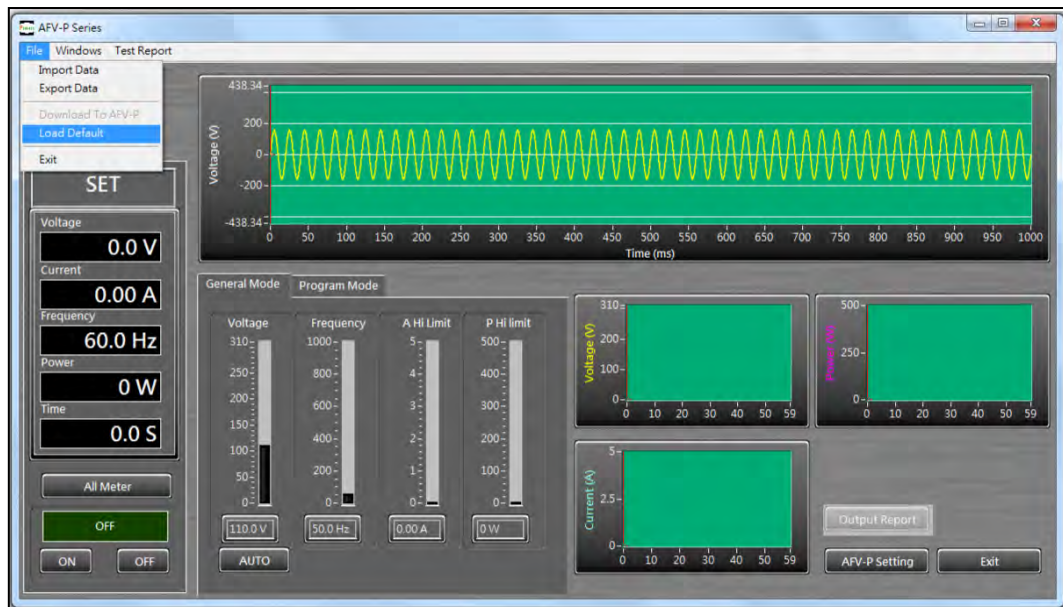 AFV-P Series
File Windows Test Report
Import Data
Export Data
Download To AFV-P
Load Default
Exit
SET
Voltage
0.0 V
Current
0.00 A
Frequency
60.0 Hz
Power
0 W
Time
0.0 S
All Meter
OFF
ON OFF
Voltage (V)
438.34
200
0
-200
-438.34
0 50 100 150 200 250 300 350 400 450 500 550 600 650 700 750 800 850 900 950 1000
Time (ms)
General Mode Program Mode
Voltage Frequency A Hi Limit P Hi limit
310 1000 5 500
250 800 4 400
200 600 3 300
150 400 2 200
100 200 1 100
50 0 0 0
0
110.0 V 50.0 Hz 0.00 A 0 W
AUTO
Voltage (V)
310
200
100
0
0 10 20 30 40 50 59
500
250
0
0 10 20 30 40 50 59
Current (A)
5
2.5
0
0 10 20 30 40 50 59
Output Report
AFV-P Setting Exit